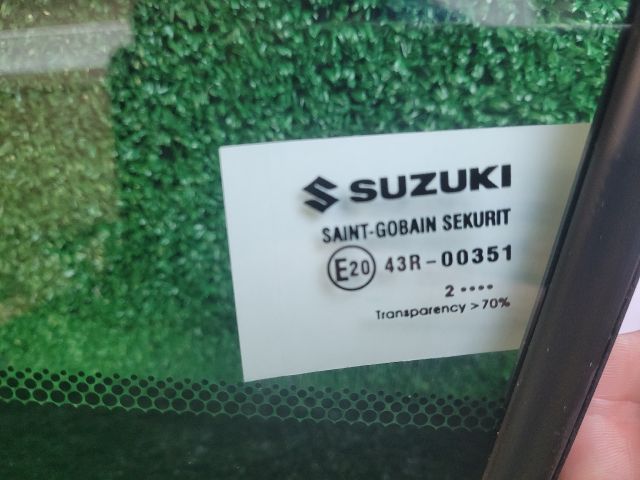 SUZUKI
SAINT-GOBAIN SEKURIT
E20 43R-00351
2 ••••
Transparency >70%